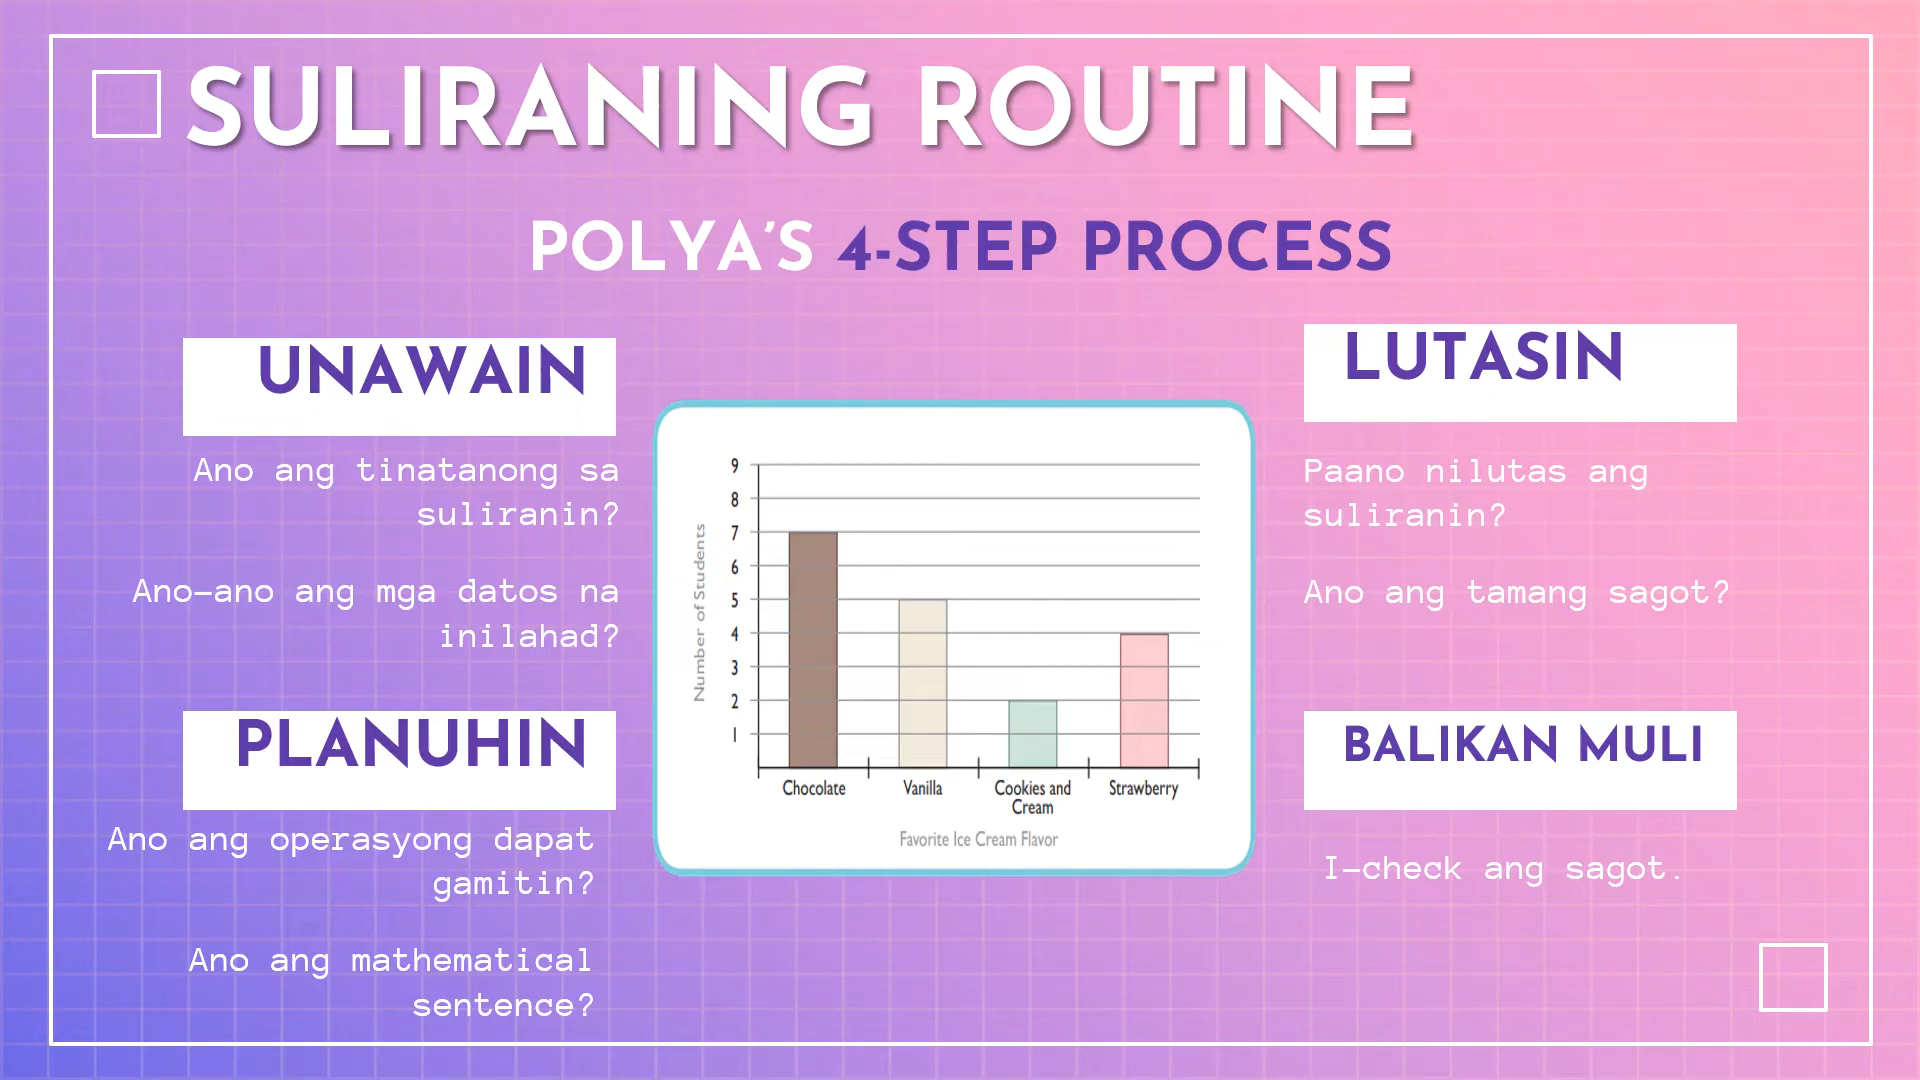 SULIRANING ROUTINE
POLYA’S 4-STEP PROCESS
UNAWAIN
Ano ang tinatanong sa
suliranin?
Ano-ano ang mga datos na
inilahad?
PLANUHIN
Ano ang operasyong dapat
gamitin?
Ano ang mathematical
sentence?
Number of Students
9
8
7
6
5
4
3
2
1
Chocolate
Vanilla
Cookies and
Cream
Strawberry
Favorite Ice Cream Flavor
LUTASIN
Paano nilutas ang
suliranin?
Ano ang tamang sagot?
BALIKAN MULI
I-check ang sagot.